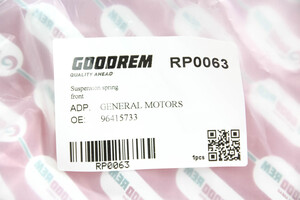 GOODREM
QUALITY AHEAD
RP0063
Suspension spring
front
ADP. GENERAL MOTORS
OE: 96415733
RP0063
1pcs